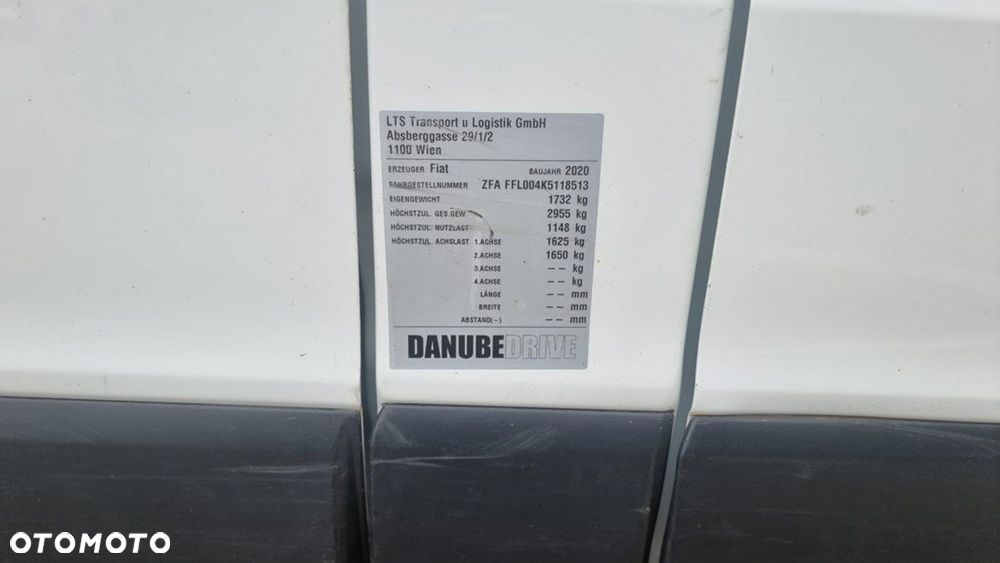 LTS Transport u Logistik GmbH
Absberggasse 29/1/2
1100 Wien
ERZEUGER Fiat BAUJAHR 2020
FAHRGESTELLNUMMER ZFA FFL004K5118513
EIGENGEWICHT 1732 kg
HÖCHSTZUL. GES.GEW. 2955 kg
HÖCHSTZUL. NUTZLAST 1148 kg
HÖCHSTZUL. ACHSLAST 1.ACHSE 1625 kg
2.ACHSE 1650 kg
3.ACHSE -- kg
4.ACHSE -- kg
LÄNGE -- mm
BREITE -- mm
ABSTAND(-) -- mm
DANUBEDRIVE
OTOMOTO